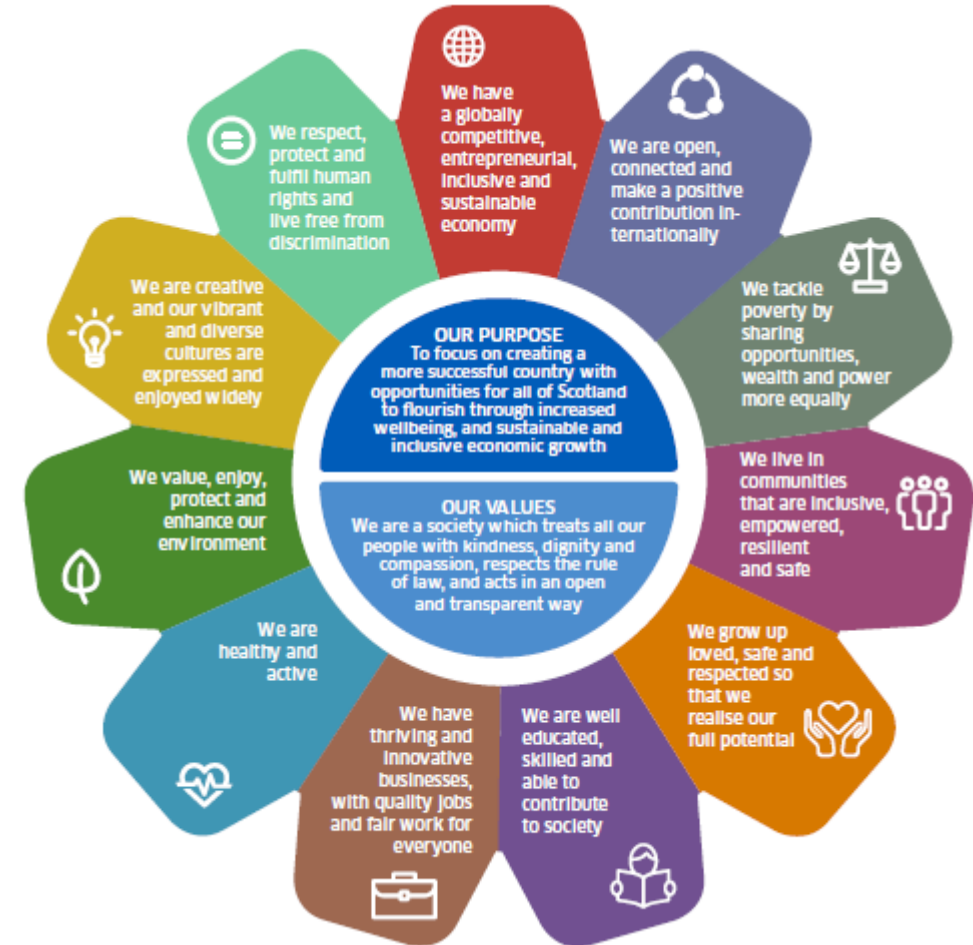 We have
a globally
competitive,
entrepreneurial,
inclusive and
sustainable
economy
We are open,
connected and
make a positive
contribution in-
ternationally
We tackle
poverty by
sharing
opportunities,
wealth and power
more equally
We live in
communities
that are inclusive,
empowered,
resilient
and safe
We grow up
loved, safe and
respected so
that we
realise our
full potential
We are well
educated,
skilled and
able to
contribute
to society
We have
thriving and
innovative
businesses,
with quality jobs
and fair work for
everyone
We are
healthy and
active
We value, enjoy,
protect and
enhance our
environment
We are creative
and our vibrant
and diverse
cultures are
expressed and
enjoyed widely
We respect,
protect and
fulfil human
rights and
live free from
discrimination
OUR PURPOSE
To focus on creating a
more successful country with
opportunities for all of Scotland
to flourish through increased
wellbeing, and sustainable and
inclusive economic growth
OUR VALUES
We are a society which treats all our
people with kindness, dignity and
compassion, respects the rule
of law, and acts in an open
and transparent way